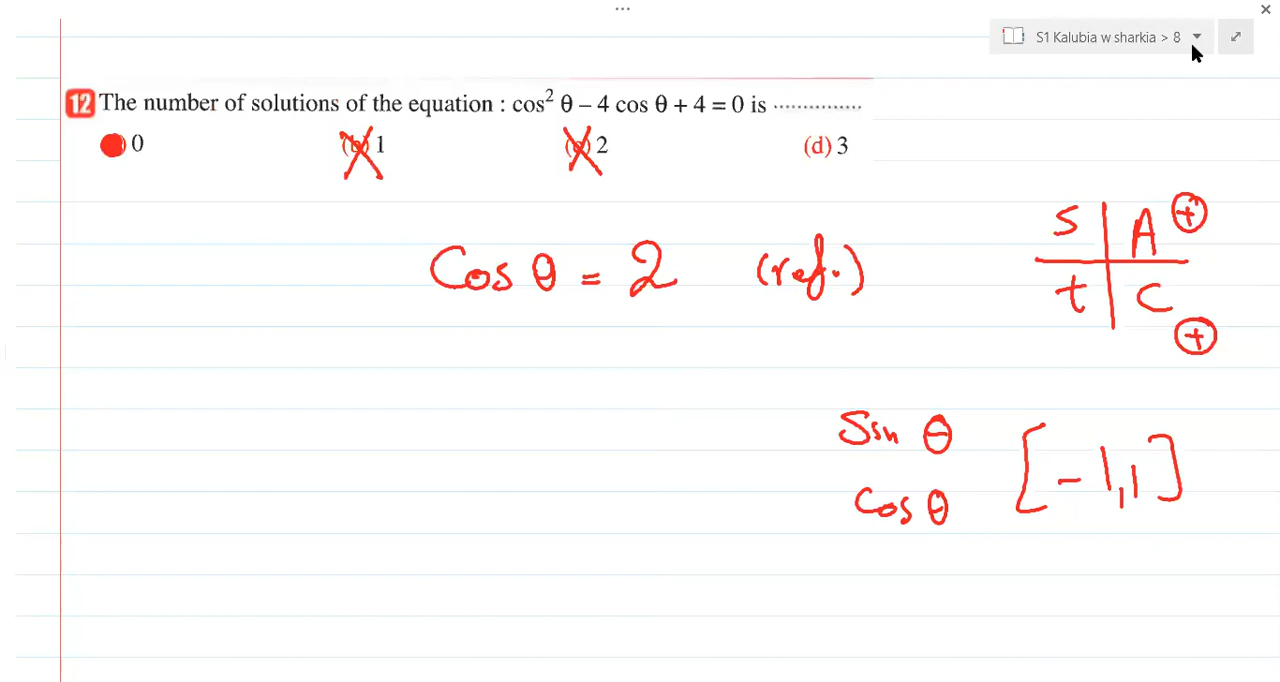 S1 Kalubia w sharkia > 8
12 The number of solutions of the equation : cos² θ – 4 cos θ + 4 = 0 is ...............
0 1 2 (d) 3
S A +
Cos θ = 2 (ref.)
t C
+
Sin θ
Cos θ [-1,1]